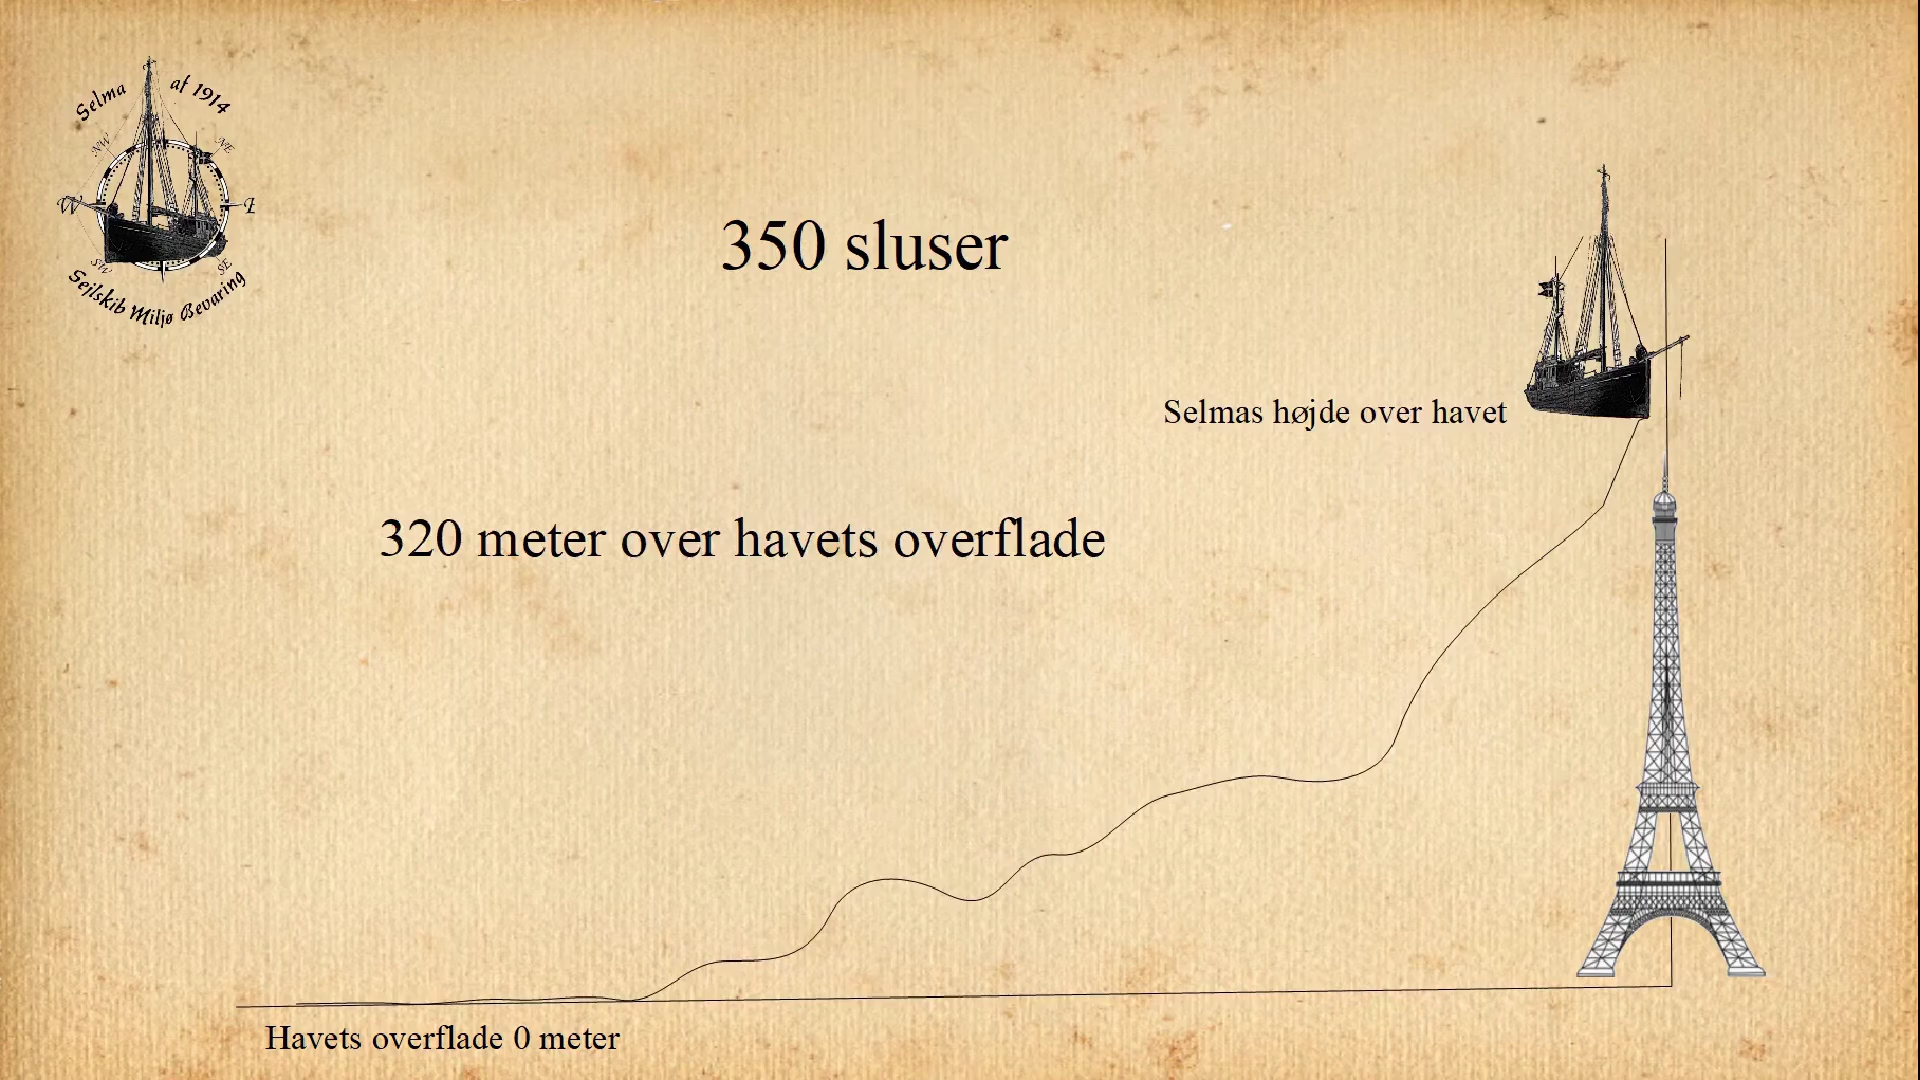 Selma af 1914
NW NE
W E
SW SE
Sejlskib Miljø Bevaring
350 sluser
Selmas højde over havet
320 meter over havets overflade
Havets overflade 0 meter